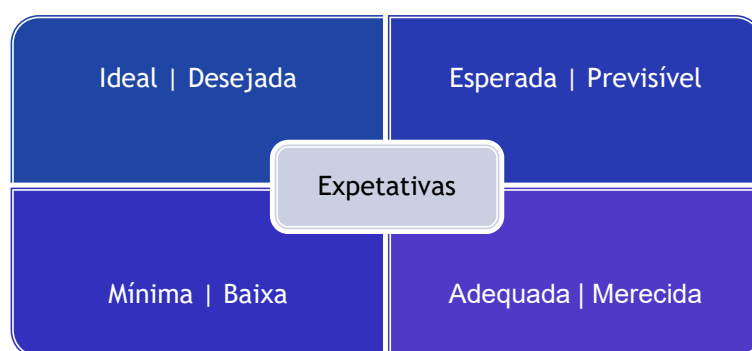 Ideal | Desejada
Esperada | Previsível
Expetativas
Mínima | Baixa
Adequada | Merecida